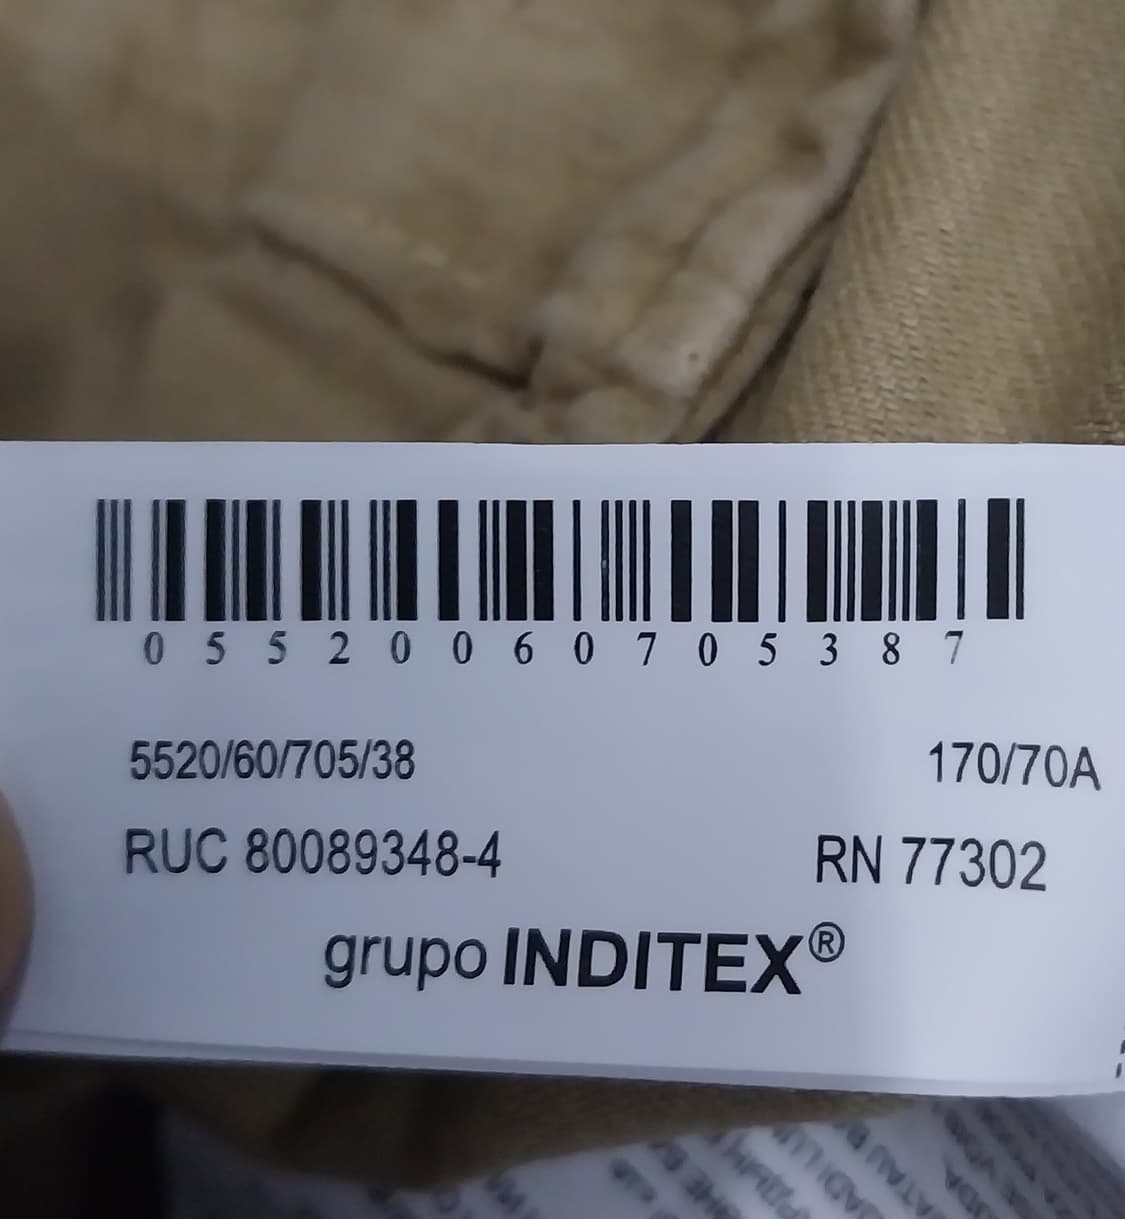 0 5 5 2 0 0 6 0 7 0 5 3 8 7
5520/60/705/38 170/70A
RUC 80089348-4 RN 77302
grupo INDITEX®